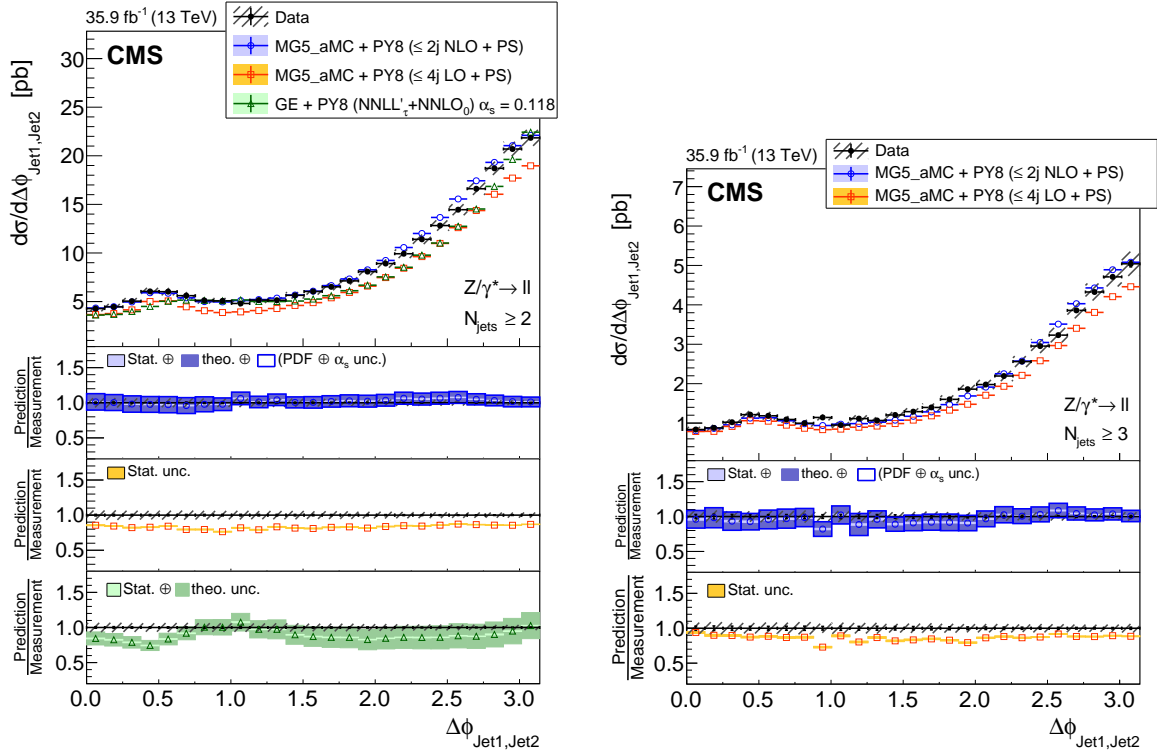 35.9 fb⁻¹ (13 TeV)
Data
MG5_aMC + PY8 (≤ 2j NLO + PS)
MG5_aMC + PY8 (≤ 4j LO + PS)
GE + PY8 (NNLL'τ+NNLO₀) αₛ = 0.118
CMS
dσ/dΔϕJet1,Jet2 [pb]
30
25
20
15
10
5
Z/γ* → ll
Njets ≥ 2
Stat. ⊕ theo. ⊕ (PDF ⊕ αₛ unc.)
Prediction
Measurement
1.5
1.0
0.5
Stat. unc.
Prediction
Measurement
1.5
1.0
0.5
Stat. ⊕ theo. unc.
Prediction
Measurement
1.5
1.0
0.5
0.0 0.5 1.0 1.5 2.0 2.5 3.0
ΔϕJet1,Jet2
35.9 fb⁻¹ (13 TeV)
Data
MG5_aMC + PY8 (≤ 2j NLO + PS)
MG5_aMC + PY8 (≤ 4j LO + PS)
CMS
dσ/dΔϕJet1,Jet2 [pb]
7
6
5
4
3
2
1
Z/γ* → ll
Njets ≥ 3
Stat. ⊕ theo. ⊕ (PDF ⊕ αₛ unc.)
Prediction
Measurement
1.5
1.0
0.5
Stat. unc.
Prediction
Measurement
1.5
1.0
0.5
0.0 0.5 1.0 1.5 2.0 2.5 3.0
ΔϕJet1,Jet2